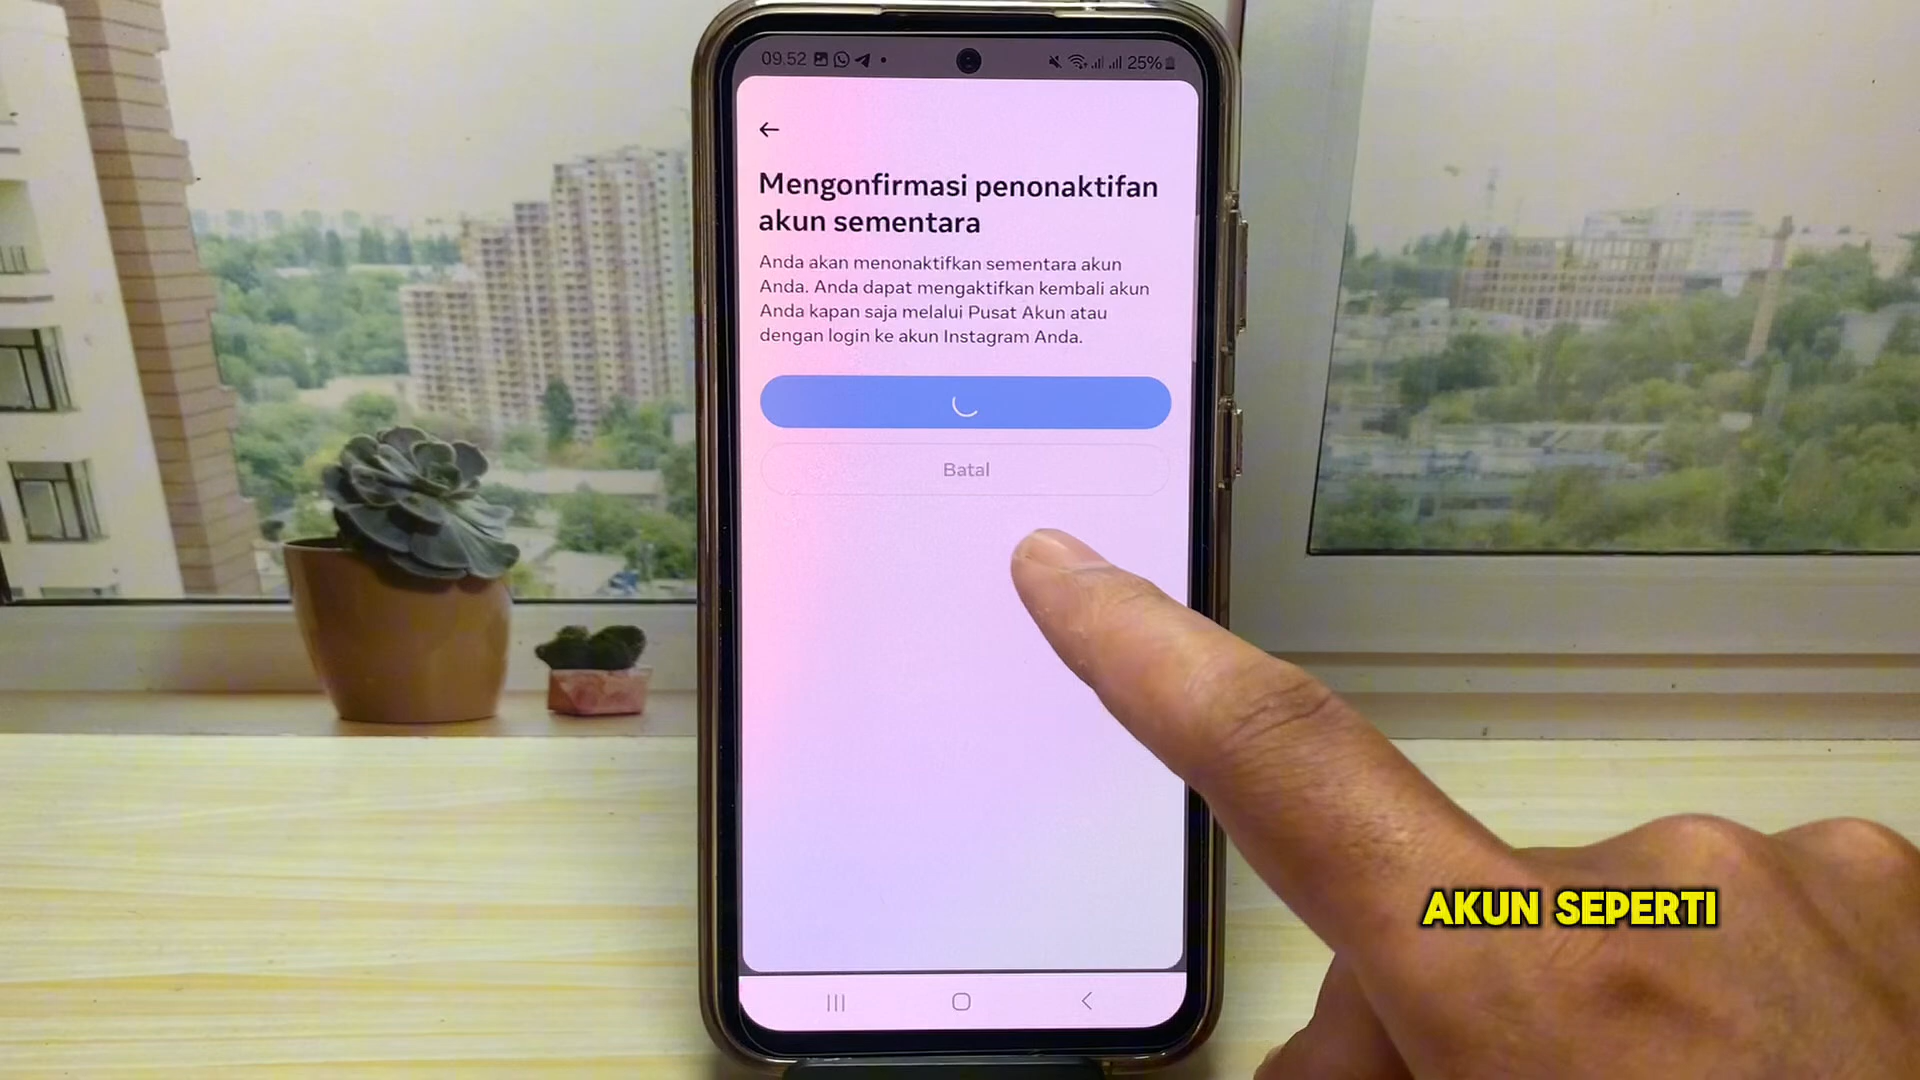 09.52
25%
Mengonfirmasi penonaktifan
akun sementara
Anda akan menonaktifkan sementara akun
Anda. Anda dapat mengaktifkan kembali akun
Anda kapan saja melalui Pusat Akun atau
dengan login ke akun Instagram Anda.
Batal
AKUN SEPERTI